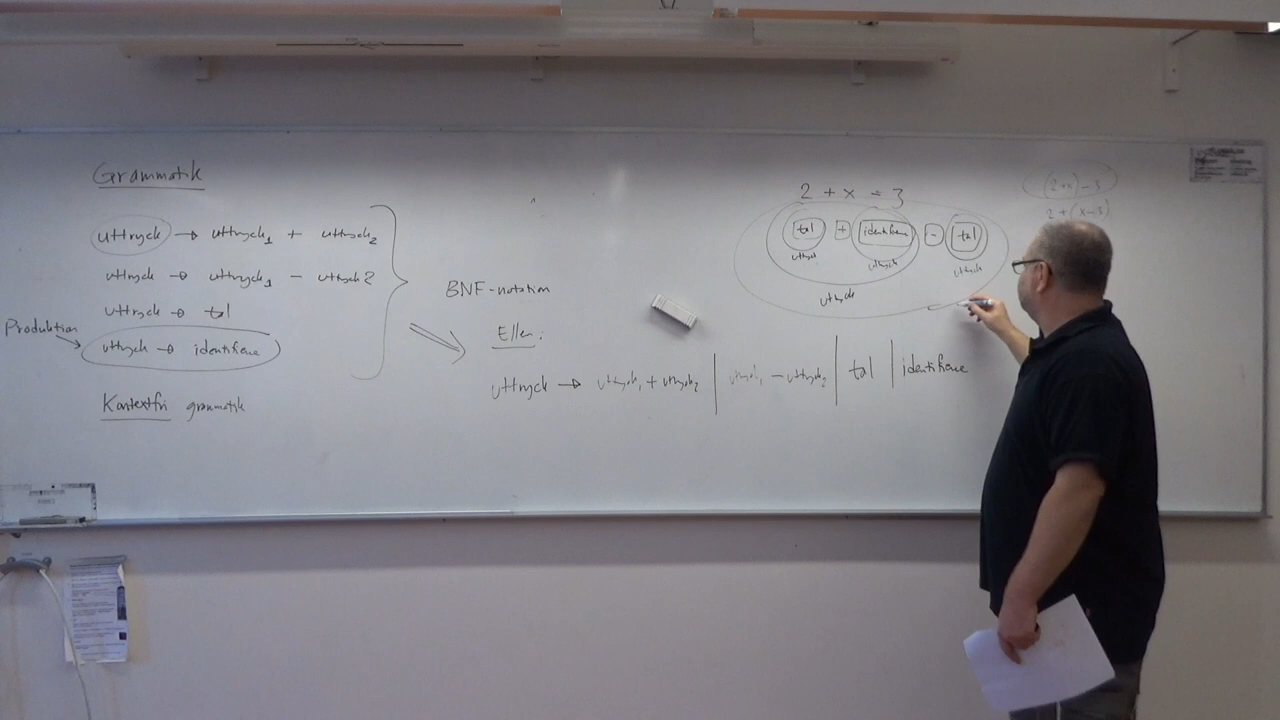 Grammatik
uttryck → uttryck₁ + uttryck₂
uttryck → uttryck₁ - uttryck2
uttryck → tal
Produktion
uttryck → identifierare
Kontextfri grammatik
BNF-notation
Eller:
uttryck → uttryck₁ + uttryck₂ | uttryck₁ - uttryck₂ | tal | identifierare
2 + x - 3
tal + identifierare - tal
uttryck uttryck uttryck
uttryck
(2+x)-3
2+(x-3)